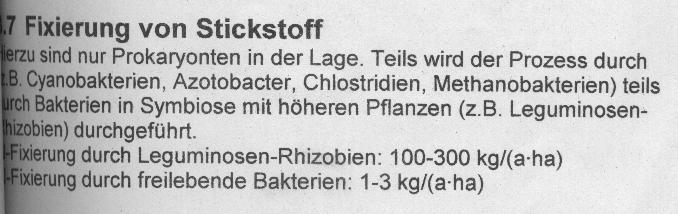 .7 Fixierung von Stickstoff
ierzu sind nur Prokaryonten in der Lage. Teils wird der Prozess durch
z.B. Cyanobakterien, Azotobacter, Chlostridien, Methanobakterien) teils
urch Bakterien in Symbiose mit höheren Pflanzen (z.B. Leguminosen-
hizobien) durchgeführt.
-Fixierung durch Leguminosen-Rhizobien: 100-300 kg/(a·ha)
-Fixierung durch freilebende Bakterien: 1-3 kg/(a·ha)